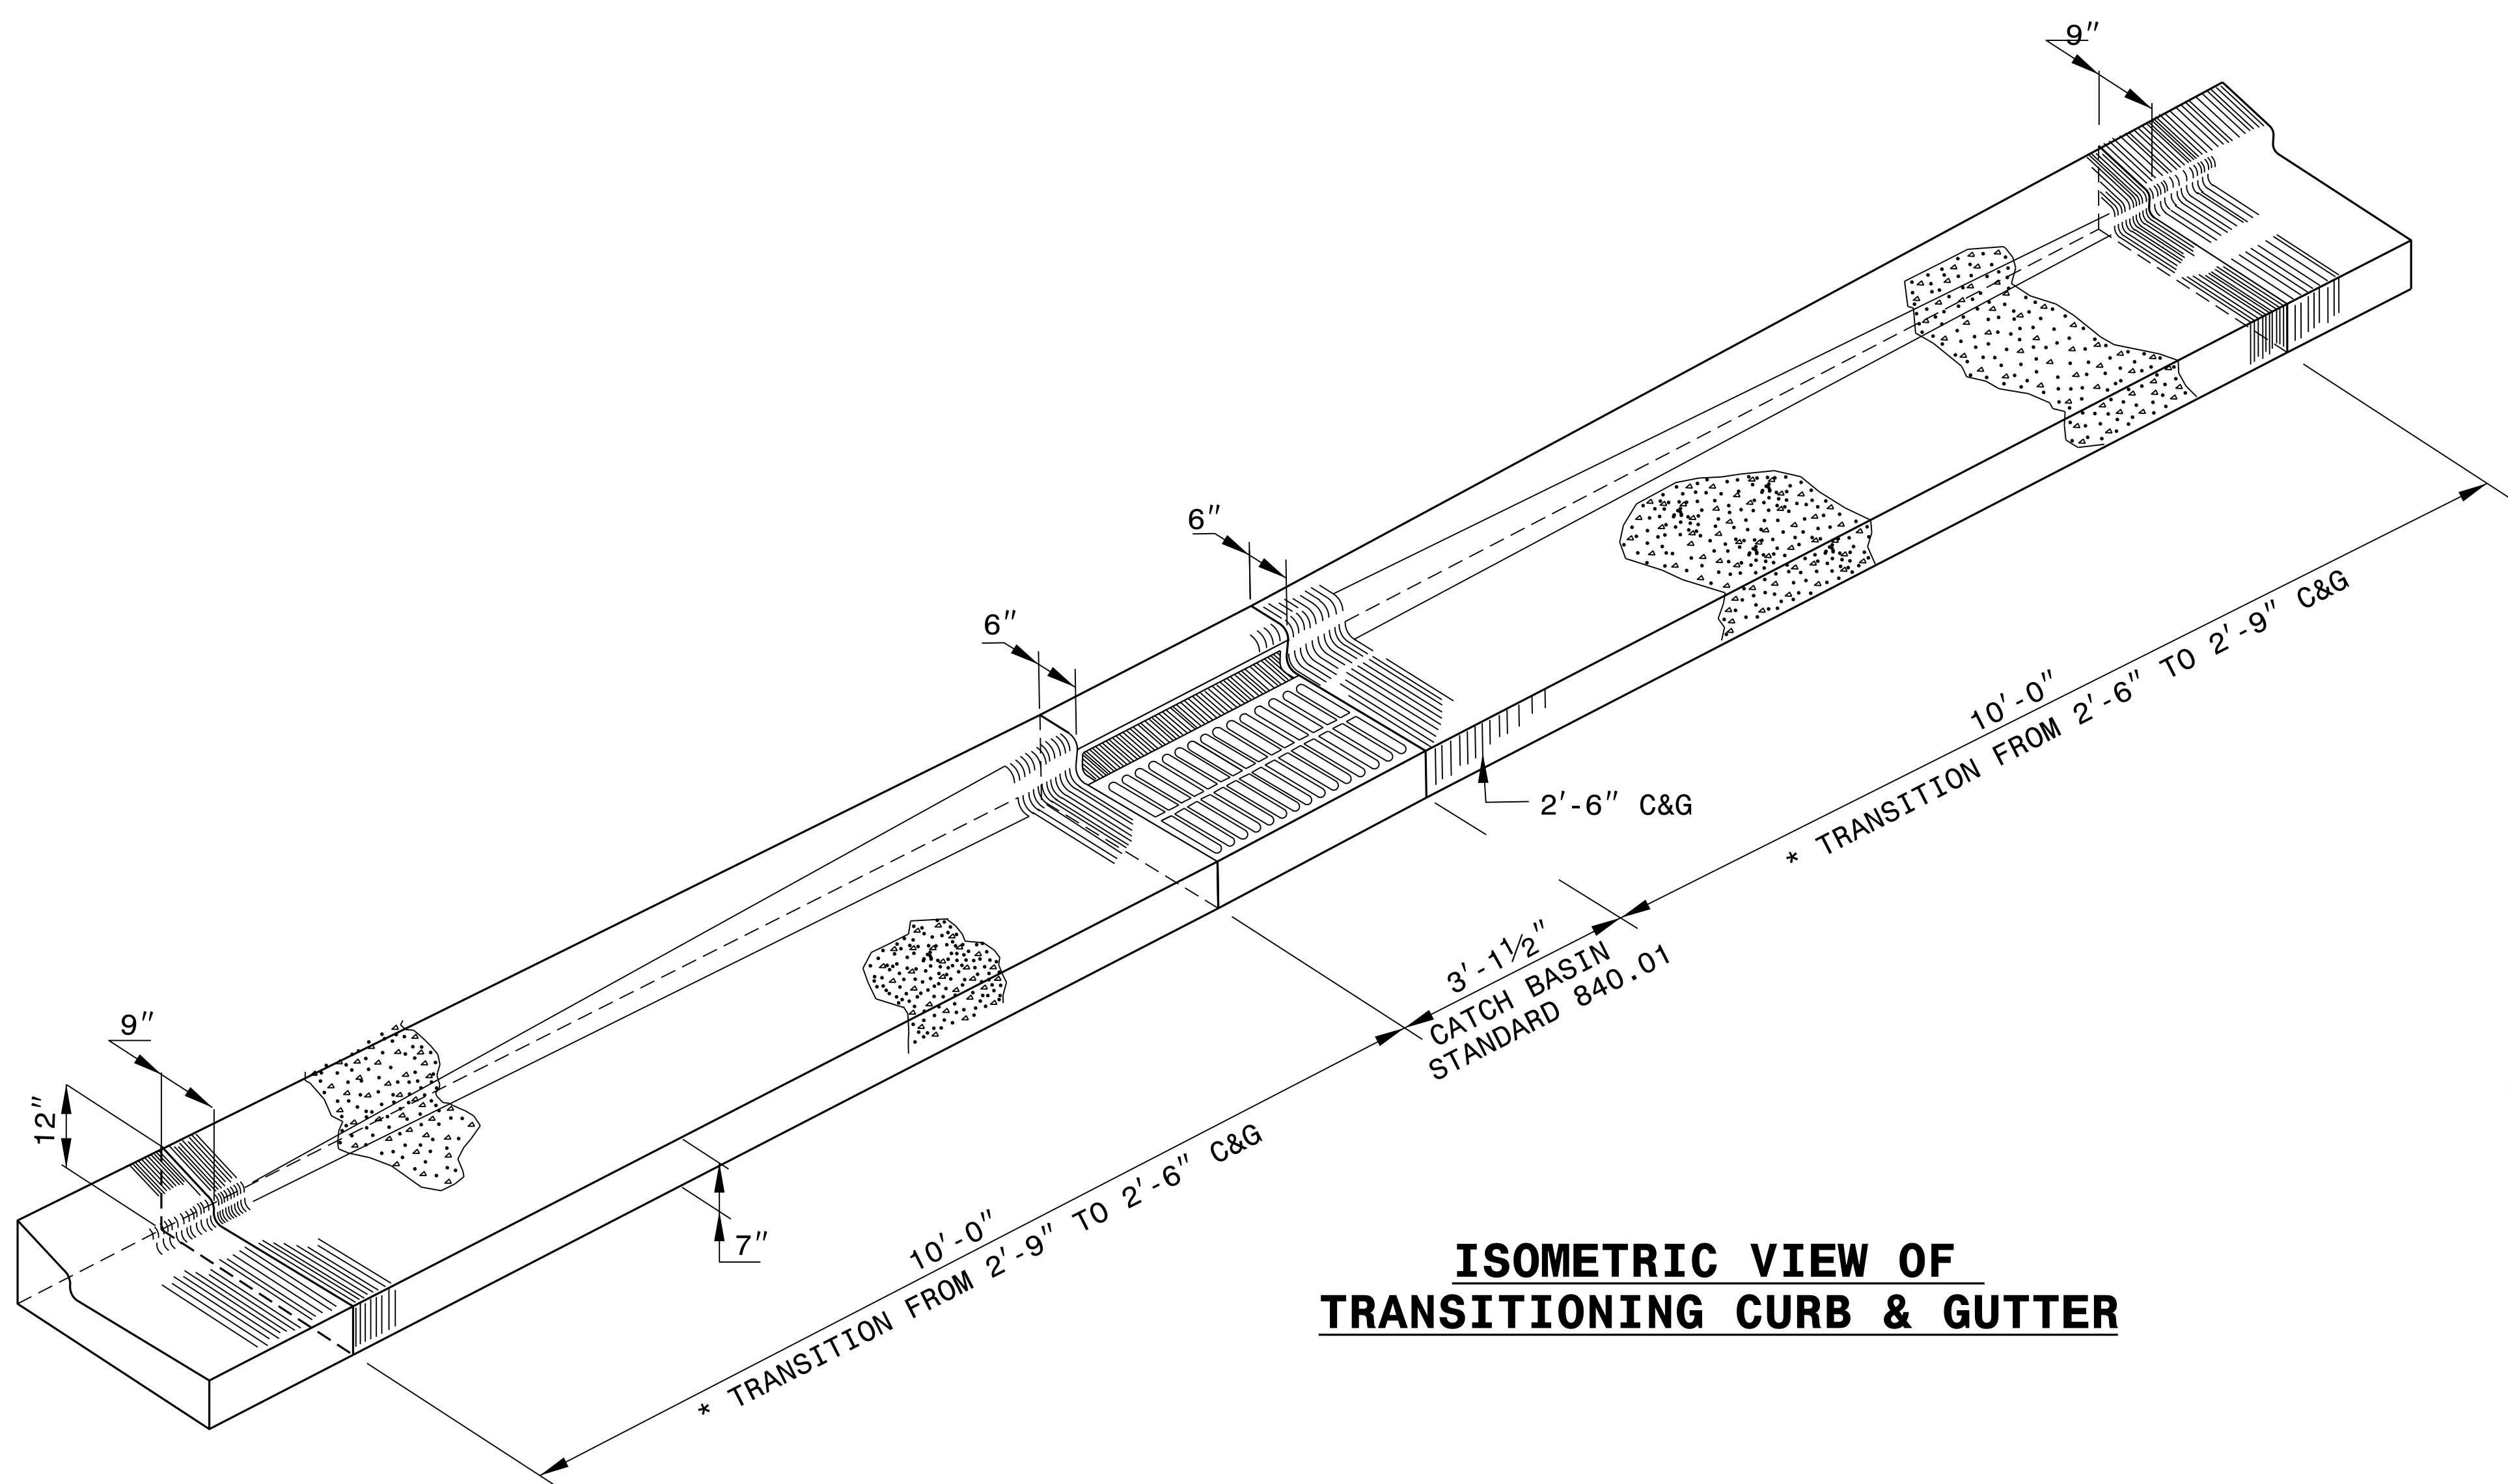 9"
6"
6"
9"
12"
7"
2'-6" C&G
10'-0"
* TRANSITION FROM 2'-6" TO 2'-9" C&G
3'-1½"
CATCH BASIN
STANDARD 840.01
10'-0"
* TRANSITION FROM 2'-9" TO 2'-6" C&G
ISOMETRIC VIEW OF
TRANSITIONING CURB & GUTTER